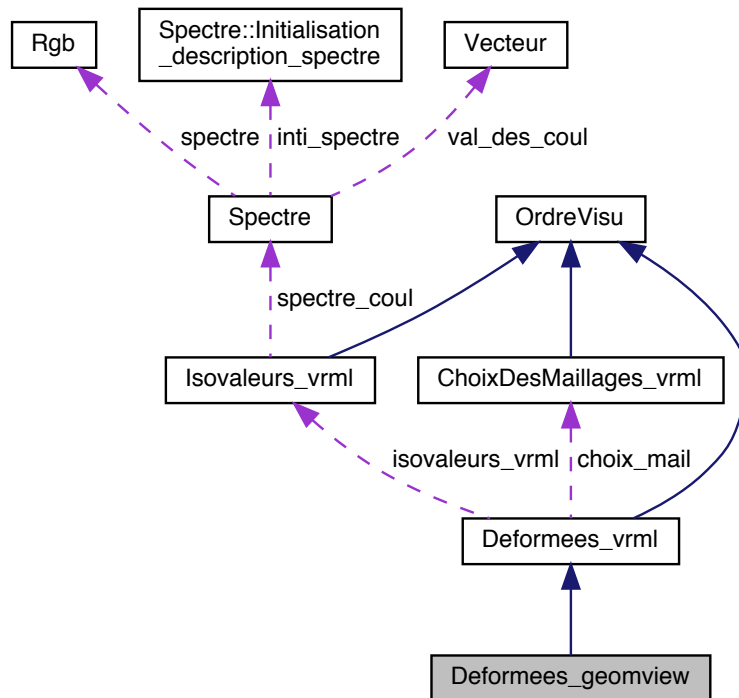 Rgb
Spectre::Initialisation
_description_spectre
Vecteur
spectre
inti_spectre
val_des_coul
Spectre
OrdreVisu
spectre_coul
Isovaleurs_vrml
ChoixDesMaillages_vrml
isovaleurs_vrml
choix_mail
Deformees_vrml
Deformees_geomview